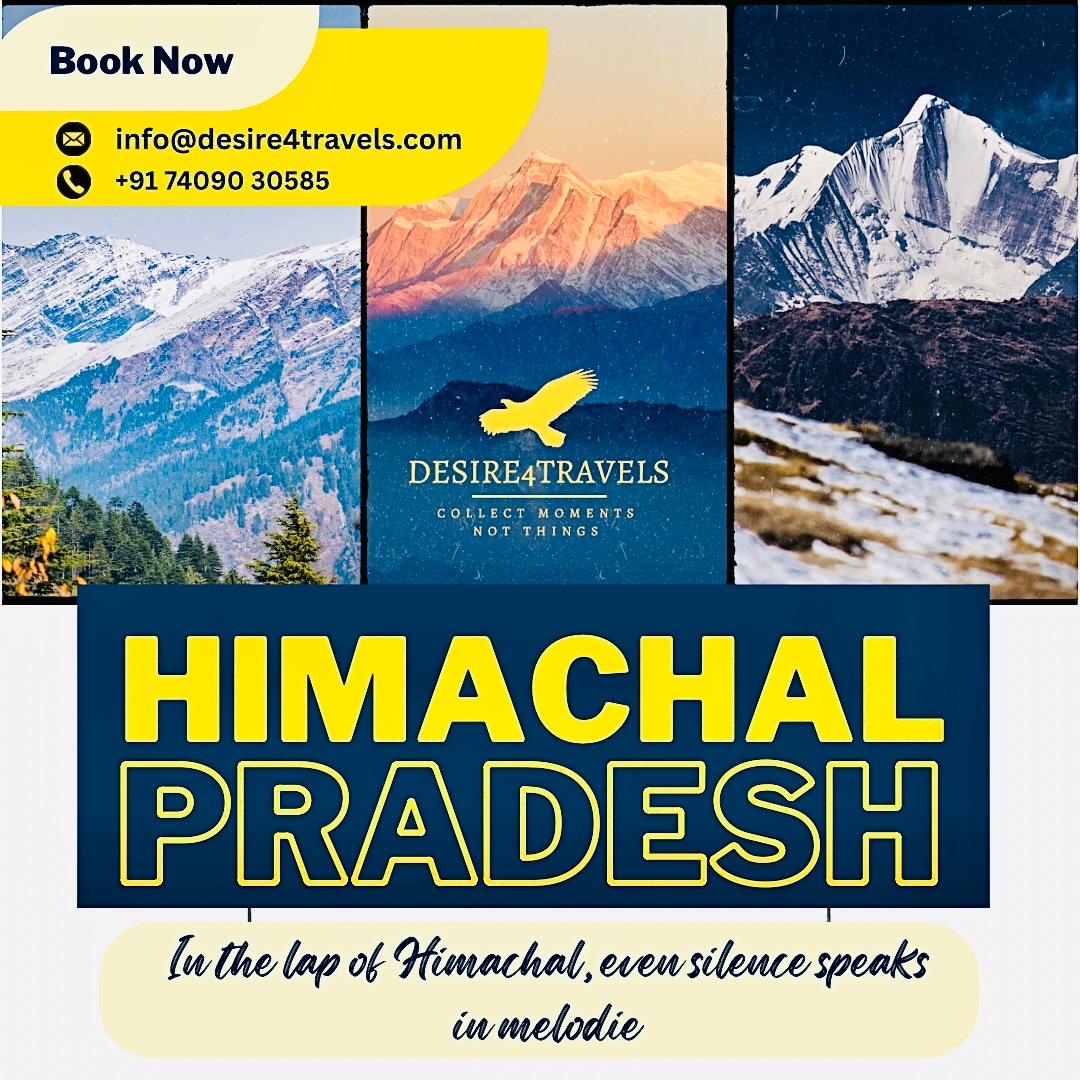 Book Now
info@desire4travels.com
+91 74090 30585
DESIRE4TRAVELS
COLLECT MOMENTS
NOT THINGS
HIMACHAL
PRADESH
In the lap of Himachal, even silence speaks
in melodie